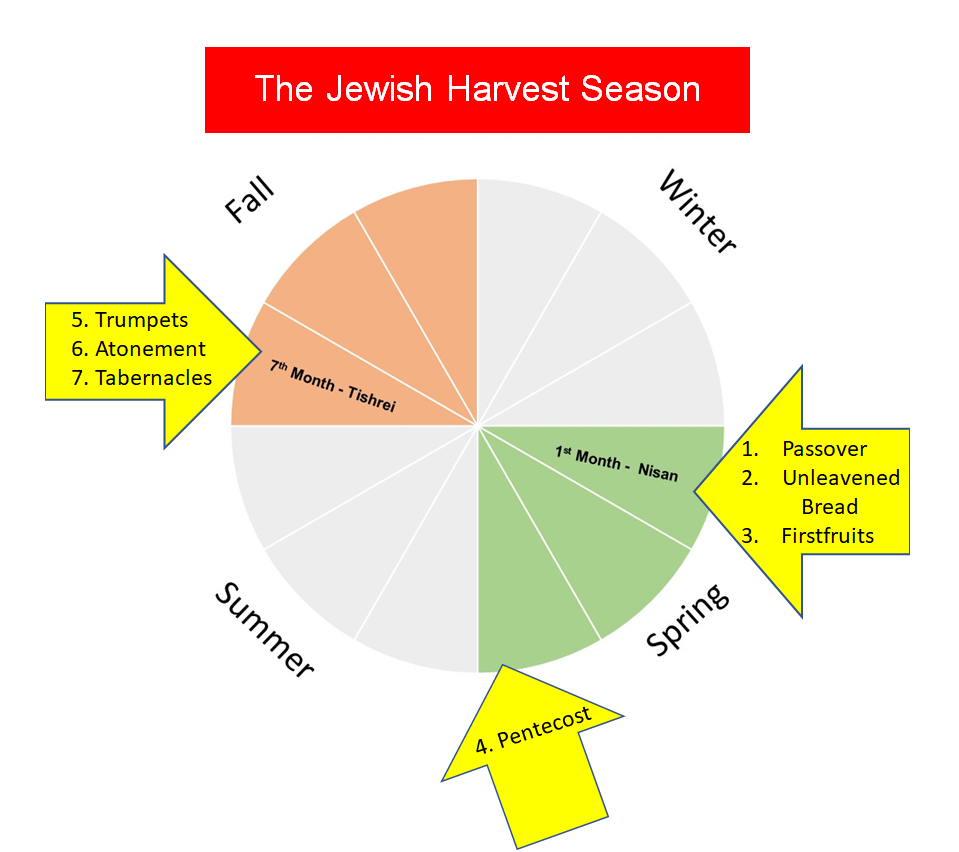 The Jewish Harvest Season
Fall
Winter
5. Trumpets
6. Atonement
7. Tabernacles
7th Month - Tishrei
1st Month - Nisan
1. Passover
2. Unleavened
Bread
3. Firstfruits
Summer
Spring
4. Pentecost